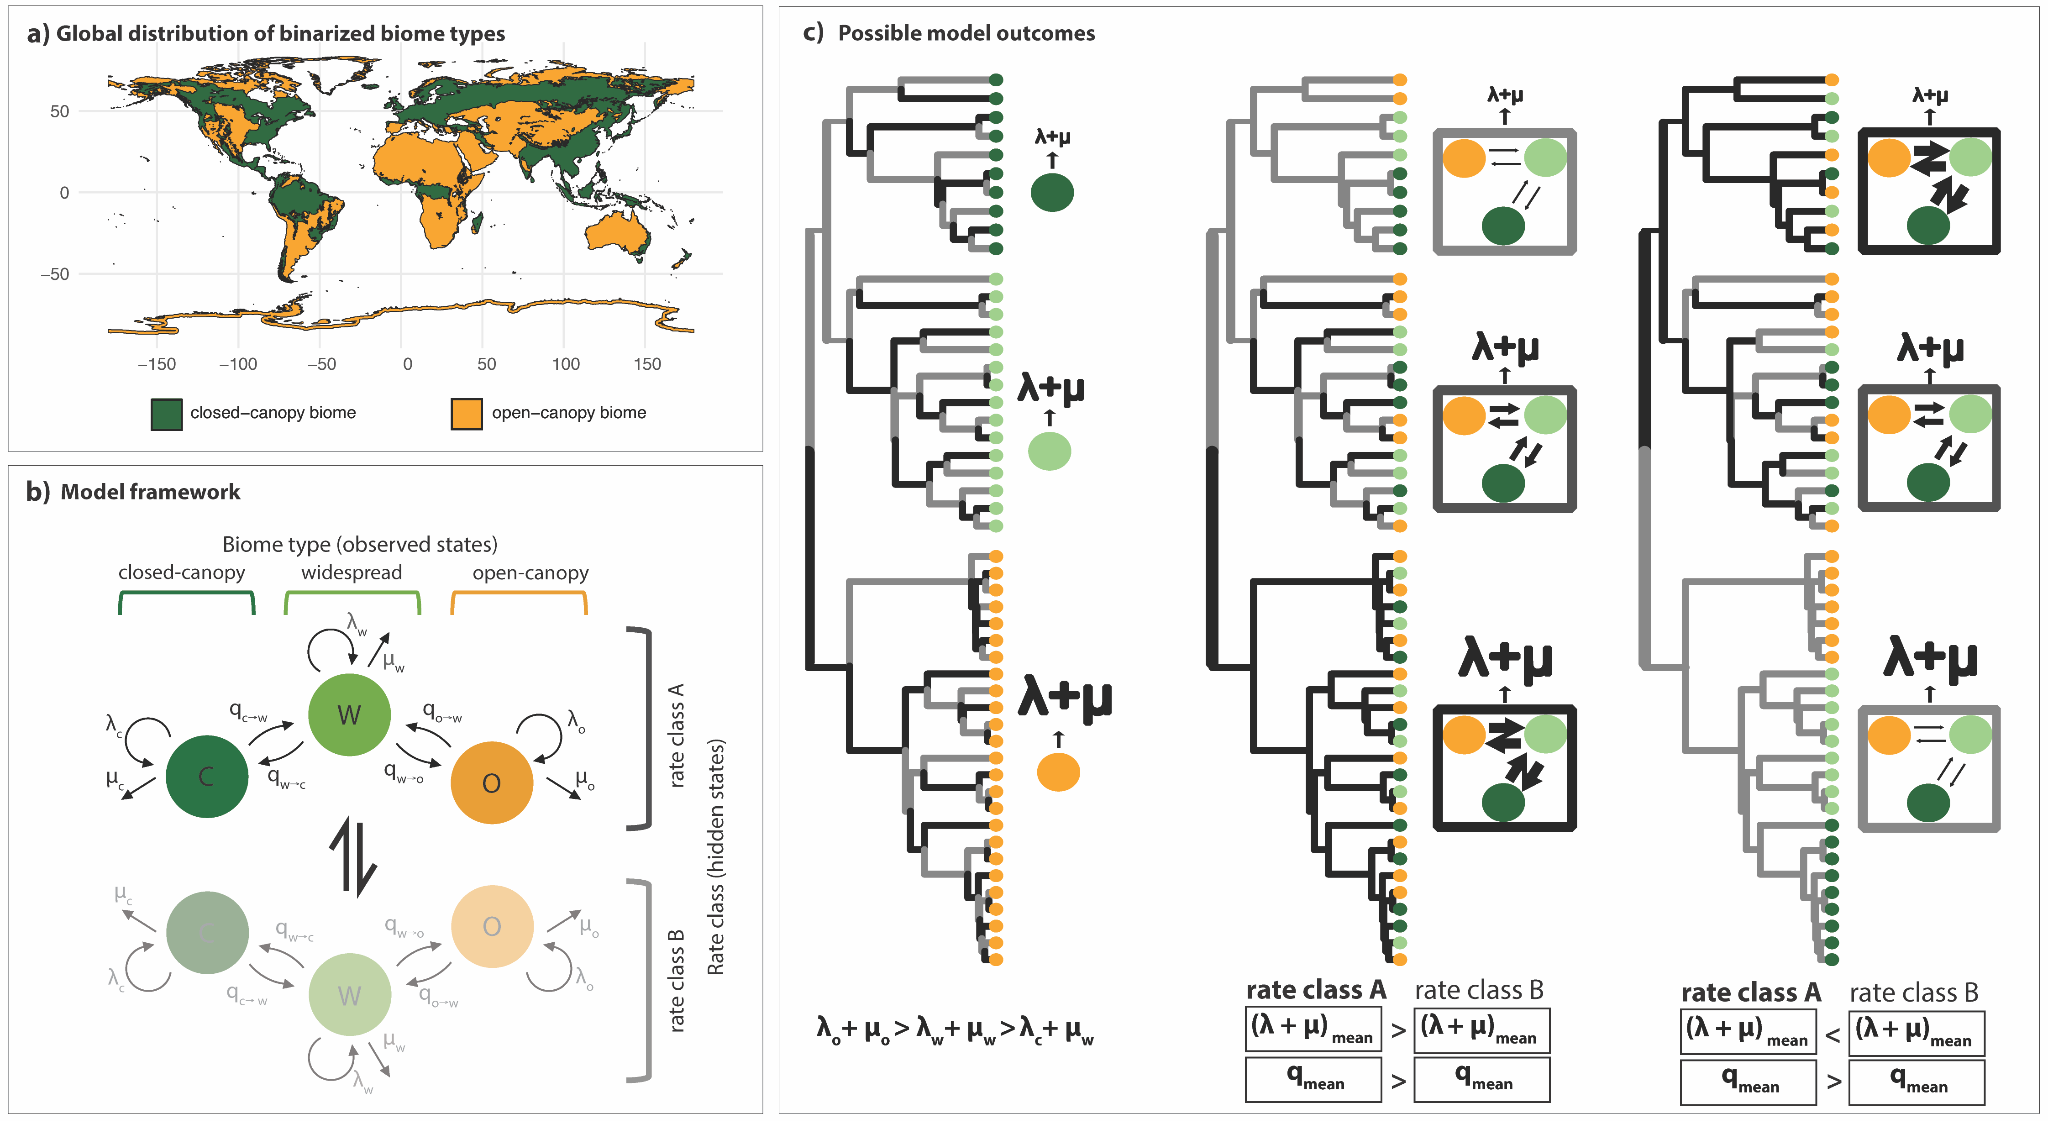 a) Global distribution of binarized biome types
50
0
−50
−150
−100
−50
0
50
100
150
closed−canopy biome
open−canopy biome
b) Model framework
Biome type (observed states)
closed-canopy
widespread
open-canopy
λw
μw
W
qc→w
qo→w
λc
λo
C
O
μc
qw→c
qw→o
μo
rate class A
Rate class (hidden states)
μc
C
qw→c
qw→o
O
μo
λc
qc→w
W
qo→w
λo
μw
λw
rate class B
c) Possible model outcomes
λ+μ
λ+μ
λ+μ
λo + μo > λw + μw > λc + μw
λ+μ
λ+μ
λ+μ
rate class A rate class B
(λ + μ) mean > (λ + μ) mean
qmean > qmean
λ+μ
λ+μ
λ+μ
rate class A rate class B
(λ + μ) mean < (λ + μ) mean
qmean > qmean